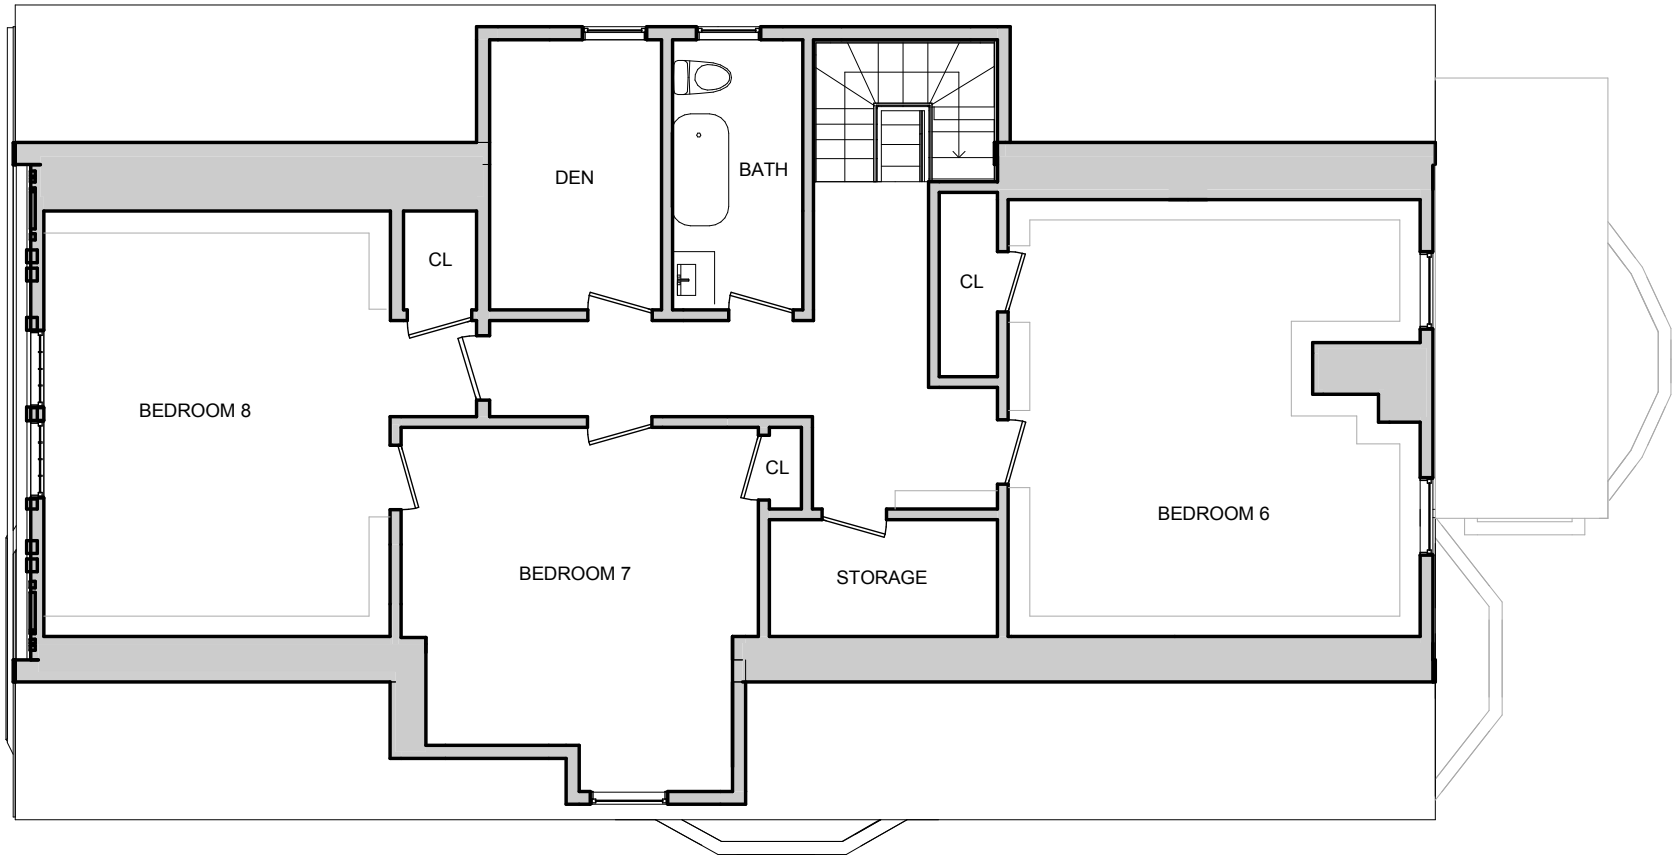 DEN
BATH
CL
CL
BEDROOM 8
CL
BEDROOM 6
BEDROOM 7
STORAGE